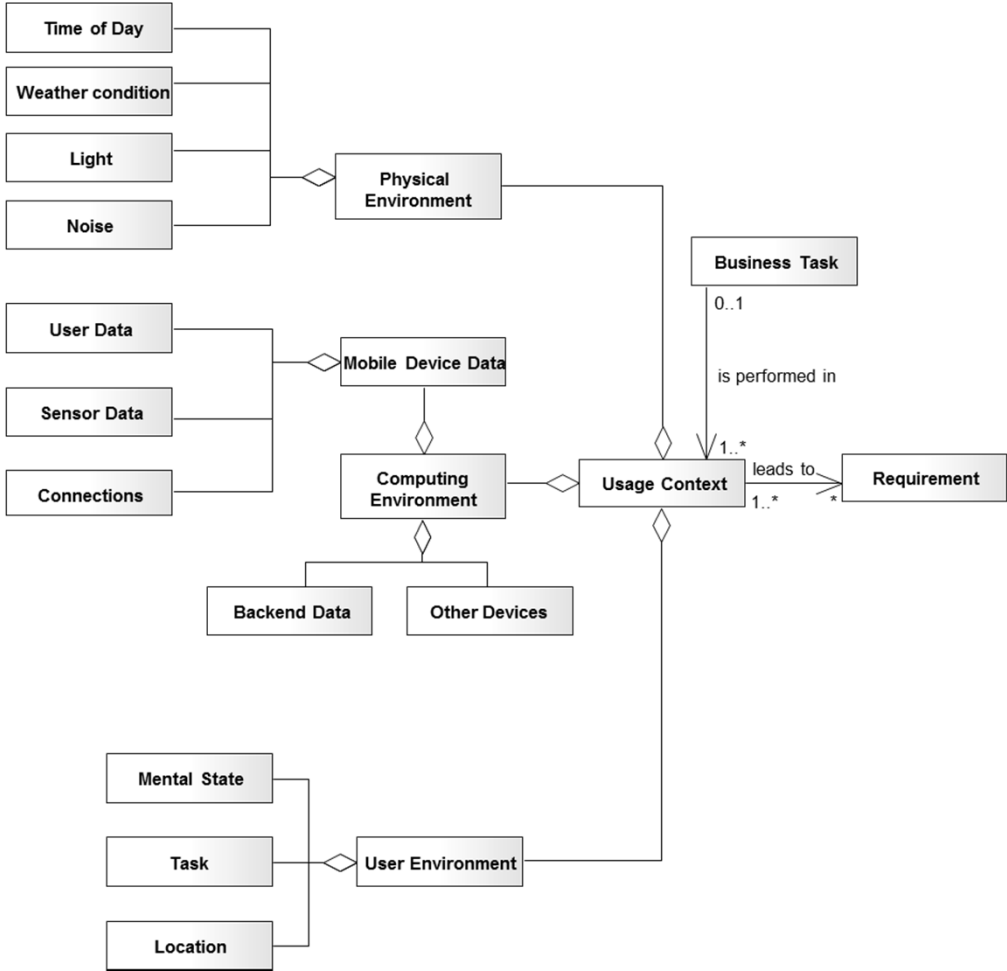 Time of Day
Weather condition
Light
Noise
Physical
Environment
Business Task
0..1
is performed in
1..*
User Data
Sensor Data
Connections
Mobile Device Data
Computing
Environment
Usage Context
leads to
1..*
*
Requirement
Backend Data
Other Devices
Mental State
Task
Location
User Environment